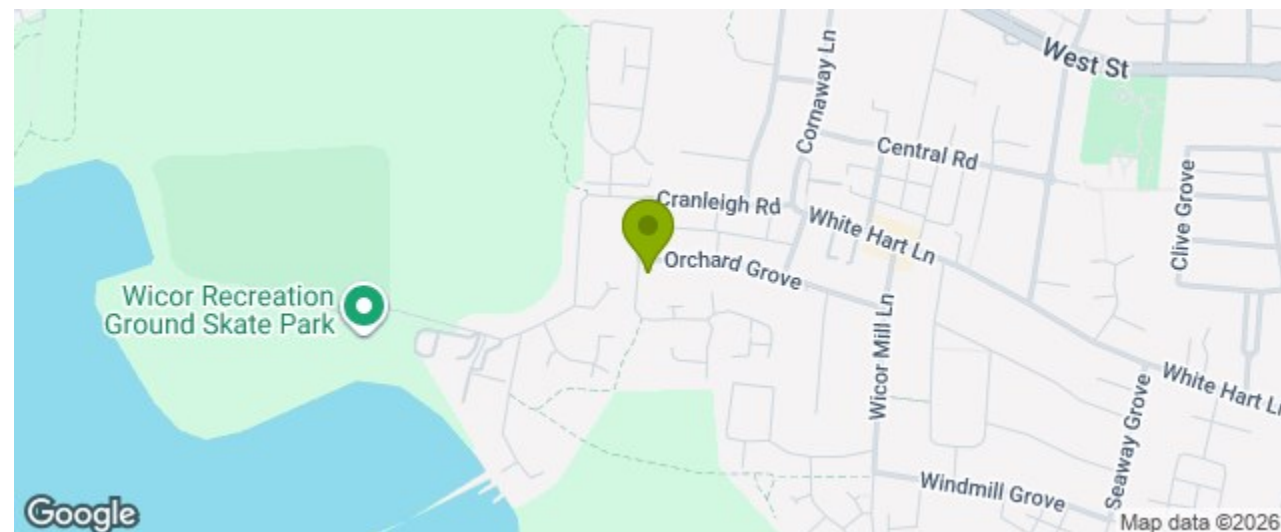 West St
Cornaway Ln
Central Rd
Cranleigh Rd
White Hart Ln
Clive Grove
Orchard Grove
Wicor Recreation
Ground Skate Park
Wicor Mill Ln
White Hart Ln
Seaway Grove
Windmill Grove
Google
Map data ©2026